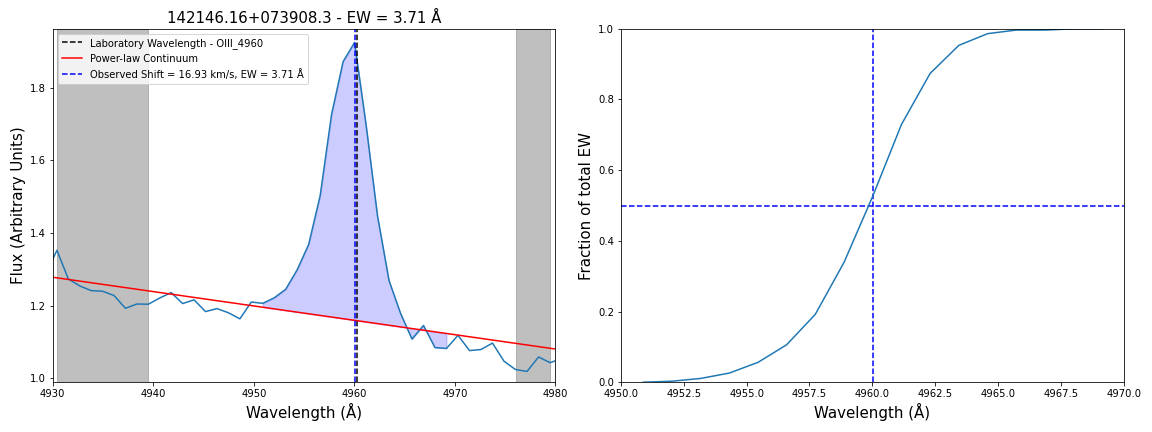 142146.16+073908.3 - EW = 3.71 Å
Laboratory Wavelength - OIII_4960
Power-law Continuum
Observed Shift = 16.93 km/s, EW = 3.71 Å
Flux (Arbitrary Units)
1.8
1.6
1.4
1.2
1.0
4930 4940 4950 4960 4970 4980
Wavelength (Å)
Fraction of total EW
1.0
0.8
0.6
0.4
0.2
0.0
4950.0 4952.5 4955.0 4957.5 4960.0 4962.5 4965.0 4967.5 4970.0
Wavelength (Å)